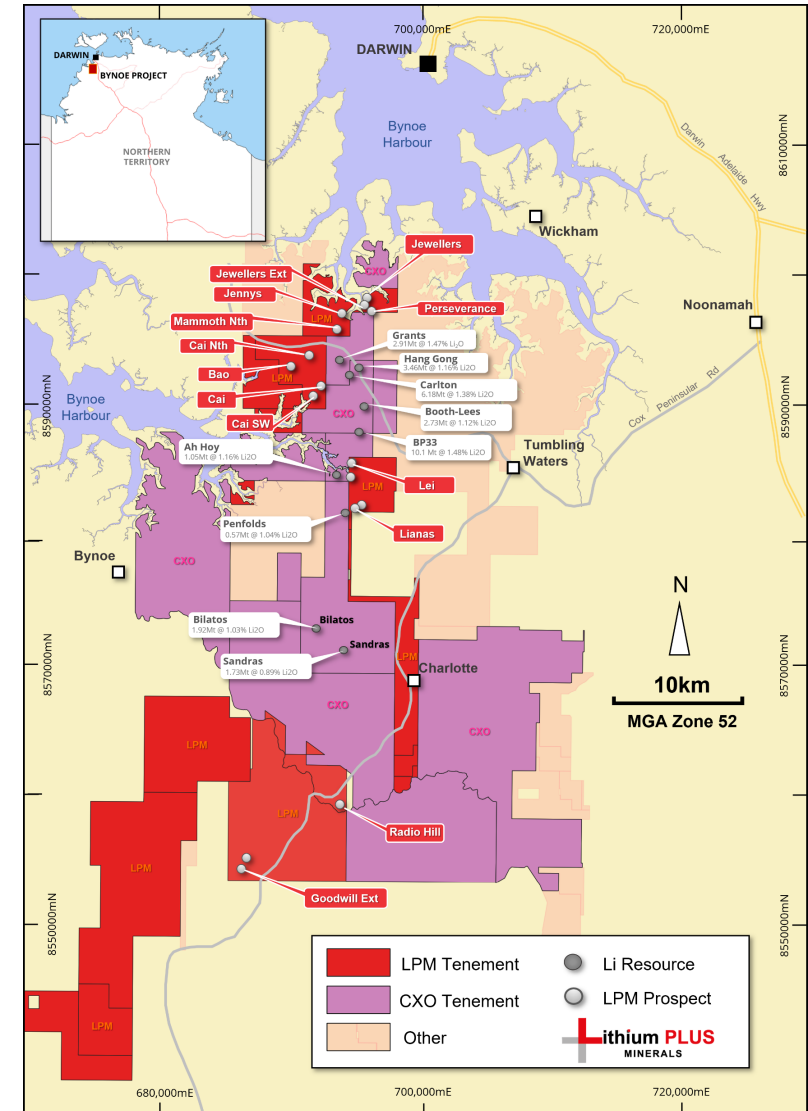 700,000mE
720,000mE
DARWIN
DARWIN
BYNOE PROJECT
NORTHERN
TERRITORY
Bynoe
Harbour
Darwin Adelaide Hwy
8610000mN
Wickham
Jewellers
CXO
Jewellers Ext
Jennys
LPM
Perseverance
Noonamah
Mammoth Nth
Grants
2.91Mt @ 1.47% Li₂O
Cai Nth
Hang Gong
3.46Mt @ 1.16% Li2O
Bao
LPM
Carlton
6.18Mt @ 1.38% Li2O
Cox Peninsular Rd
Cai
CXO
Booth-Lees
2.73Mt @ 1.12% Li2O
Bynoe
Harbour
8590000mN
8590000mN
Cai SW
BP33
10.1 Mt @ 1.48% Li2O
Ah Hoy
1.05Mt @ 1.16% Li2O
Tumbling
Waters
Lei
LPM
Penfolds
0.57Mt @ 1.04% Li2O
Lianas
Bynoe
CXO
N
Bilatos
1.92Mt @ 1.03% Li2O
Bilatos
Sandras
Sandras
1.73Mt @ 0.89% Li2O
LPM
Charlotte
8570000mN
8570000mN
10km
MGA Zone 52
CXO
CXO
LPM
LPM
Radio Hill
LPM
Goodwill Ext
8550000mN
8550000mN
LPM
LPM Tenement
Li Resource
CXO Tenement
LPM Prospect
Other
Lithium PLUS
MINERALS
680,000mE
700,000mE
720,000mE